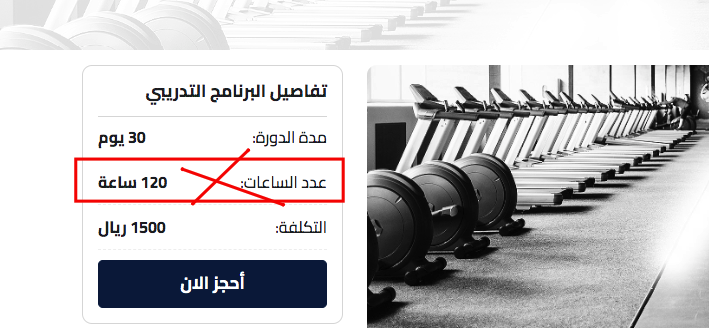 تفاصيل البرنامج التدريبي
مدة الدورة: 30 يوم
عدد الساعات: 120 ساعة
التكلفة: 1500 ريال
أحجز الان